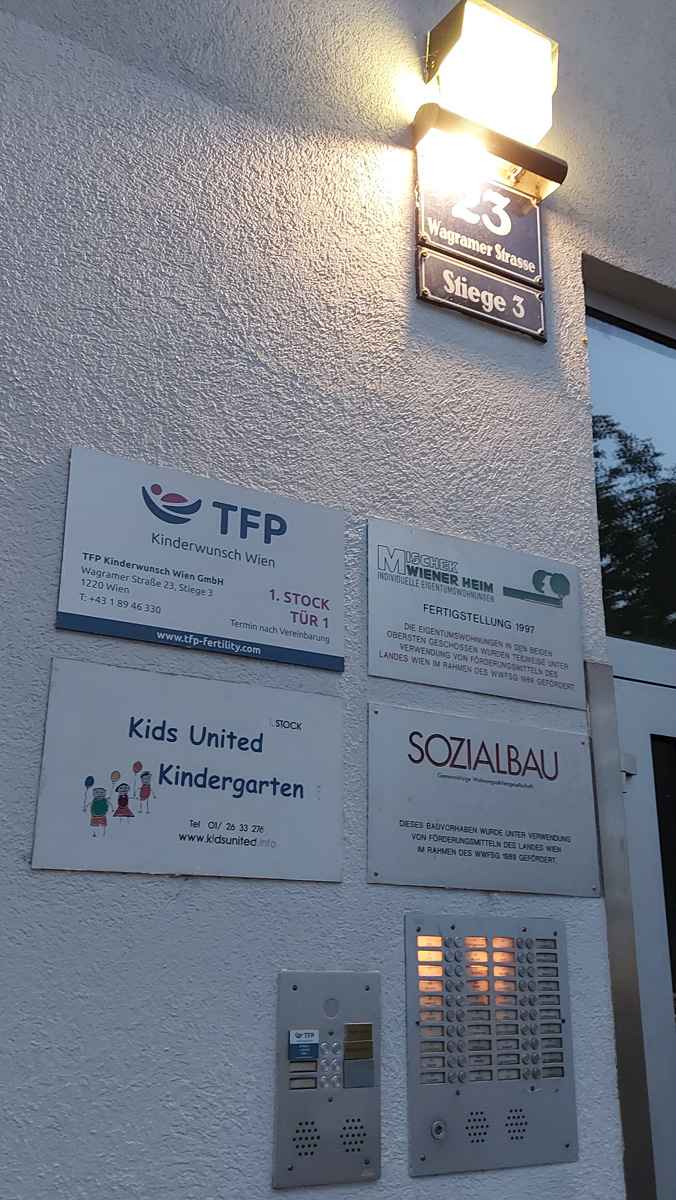 23
Wagramer Strasse
Stiege 3
TFP
Kinderwunsch Wien
TFP Kinderwunsch Wien GmbH
Wagramer Straße 23, Stiege 3
1220 Wien
T: +43 1 89 46 330
1. STOCK
TÜR 1
Termin nach Vereinbarung
www.tfp-fertility.com
MISCHEK
WIENER HEIM
INDIVIDUELLE EIGENTUMSWOHNUNGEN
FERTIGSTELLUNG 1997
DIE EIGENTUMSWOHNUNGEN IN DEN BEIDEN
OBERSTEN GESCHOSSEN WURDEN TEILWEISE UNTER
VERWENDUNG VON FÖRDERUNGSMITTELN DES
LANDES WIEN IM RAHMEN DES WWFSG 1989 GEFÖRDERT.
STOCK
Kids United
Kindergarten
Tel 01/ 26 33 276
www.kidsunited.info
SOZIALBAU
Gemeinnützige Wohnungsaktiengesellschaft
DIESES BAUVORHABEN WURDE UNTER VERWENDUNG
VON FÖRDERUNGSMITTELN DES LANDES WIEN
IM RAHMEN DES WWFSG 1989 GEFÖRDERT.
TFP